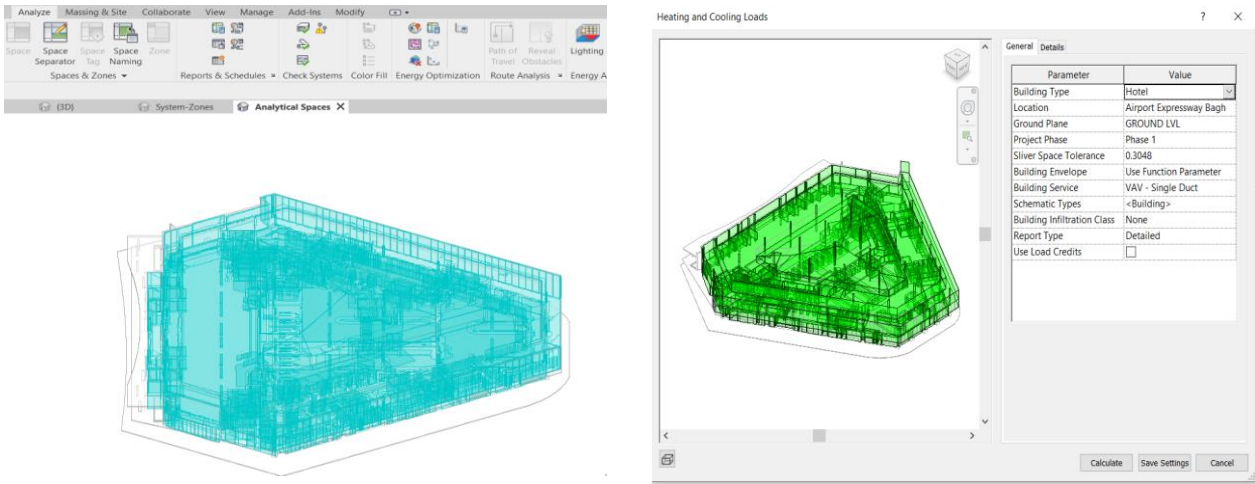 Analyze Massing & Site Collaborate View Manage Add-Ins Modify
Space Space Separator Space Tag Space Naming Zone
Path of Travel Reveal Obstacles Lighting
Spaces & Zones Reports & Schedules Check Systems Color Fill Energy Optimization Route Analysis Energy A
{3D} System-Zones Analytical Spaces X
Heating and Cooling Loads ? X
General Details
Parameter Value
Building Type Hotel
Location Airport Expressway Bagh
Ground Plane GROUND LVL
Project Phase Phase 1
Sliver Space Tolerance 0.3048
Building Envelope Use Function Parameter
Building Service VAV - Single Duct
Schematic Types <Building>
Building Infiltration Class None
Report Type Detailed
Use Load Credits
Calculate Save Settings Cancel